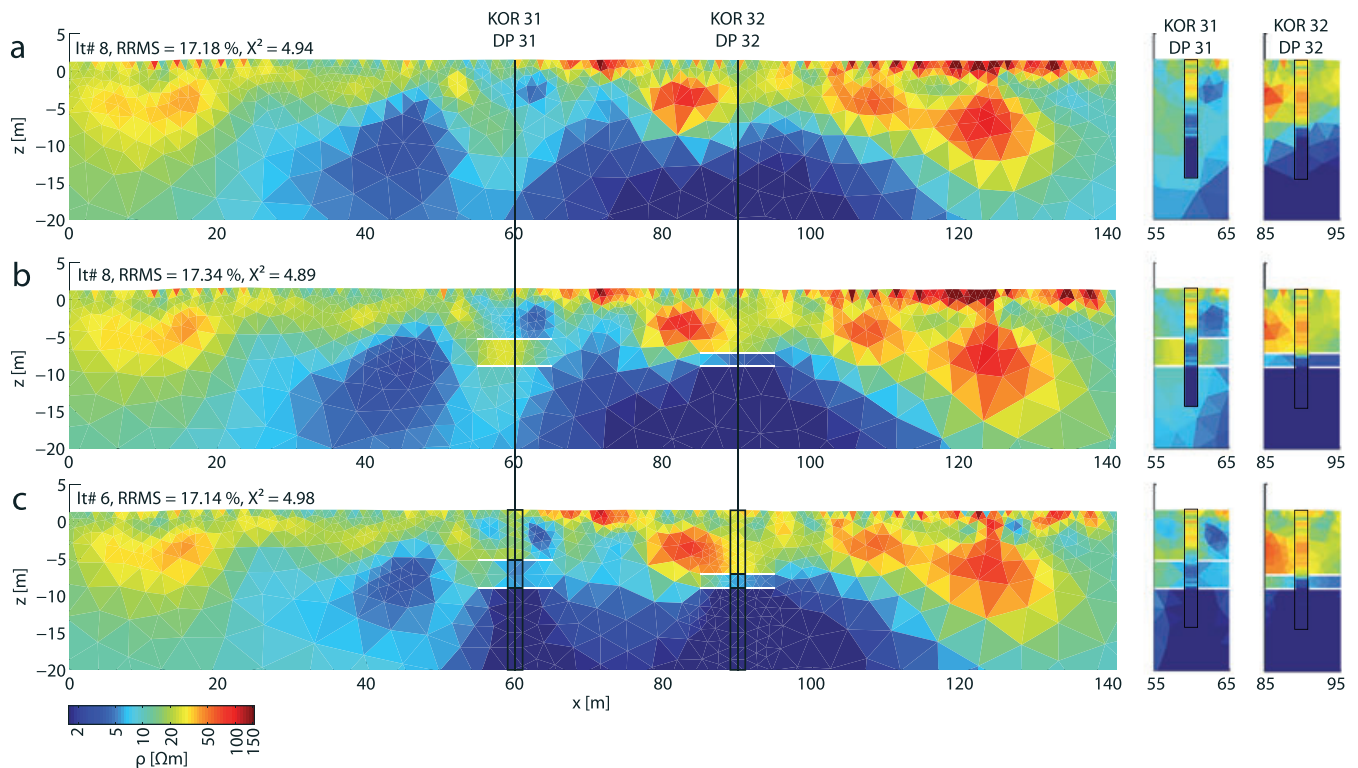 KOR 31 KOR 32 KOR 31 KOR 32
DP 31 DP 32 DP 31 DP 32
a
It# 8, RRMS = 17.18 %, X² = 4.94
5
0
−5
−10
−15
−20
z [m]
0 20 40 60 80 100 120 140 55 65 85 95
b
It# 8, RRMS = 17.34 %, X² = 4.89
5
0
−5
−10
−15
−20
z [m]
0 20 40 60 80 100 120 140 55 65 85 95
c
It# 6, RRMS = 17.14 %, X² = 4.98
5
0
−5
−10
−15
−20
z [m]
0 20 40 60 80 100 120 140 55 65 85 95
x [m]
2 5 10 20 50 100 150
ρ [Ωm]